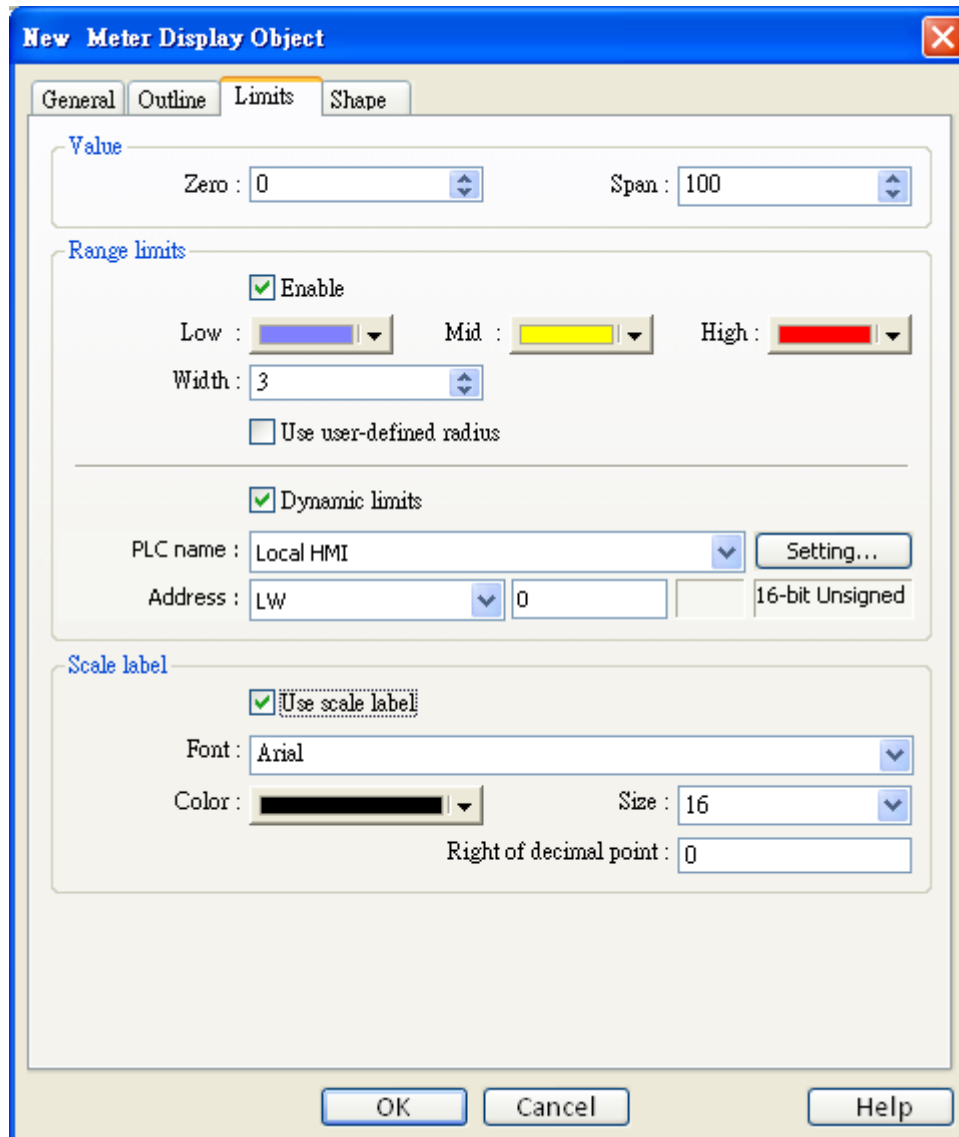 New Meter Display Object
General Outline Limits Shape
Value
Zero : 0 Span : 100
Range limits
Enable
Low : Mid : High :
Width : 3
Use user-defined radius
Dynamic limits
PLC name : Local HMI Setting...
Address : LW 0 16-bit Unsigned
Scale label
Use scale label
Font : Arial
Color : Size : 16
Right of decimal point : 0
OK Cancel Help